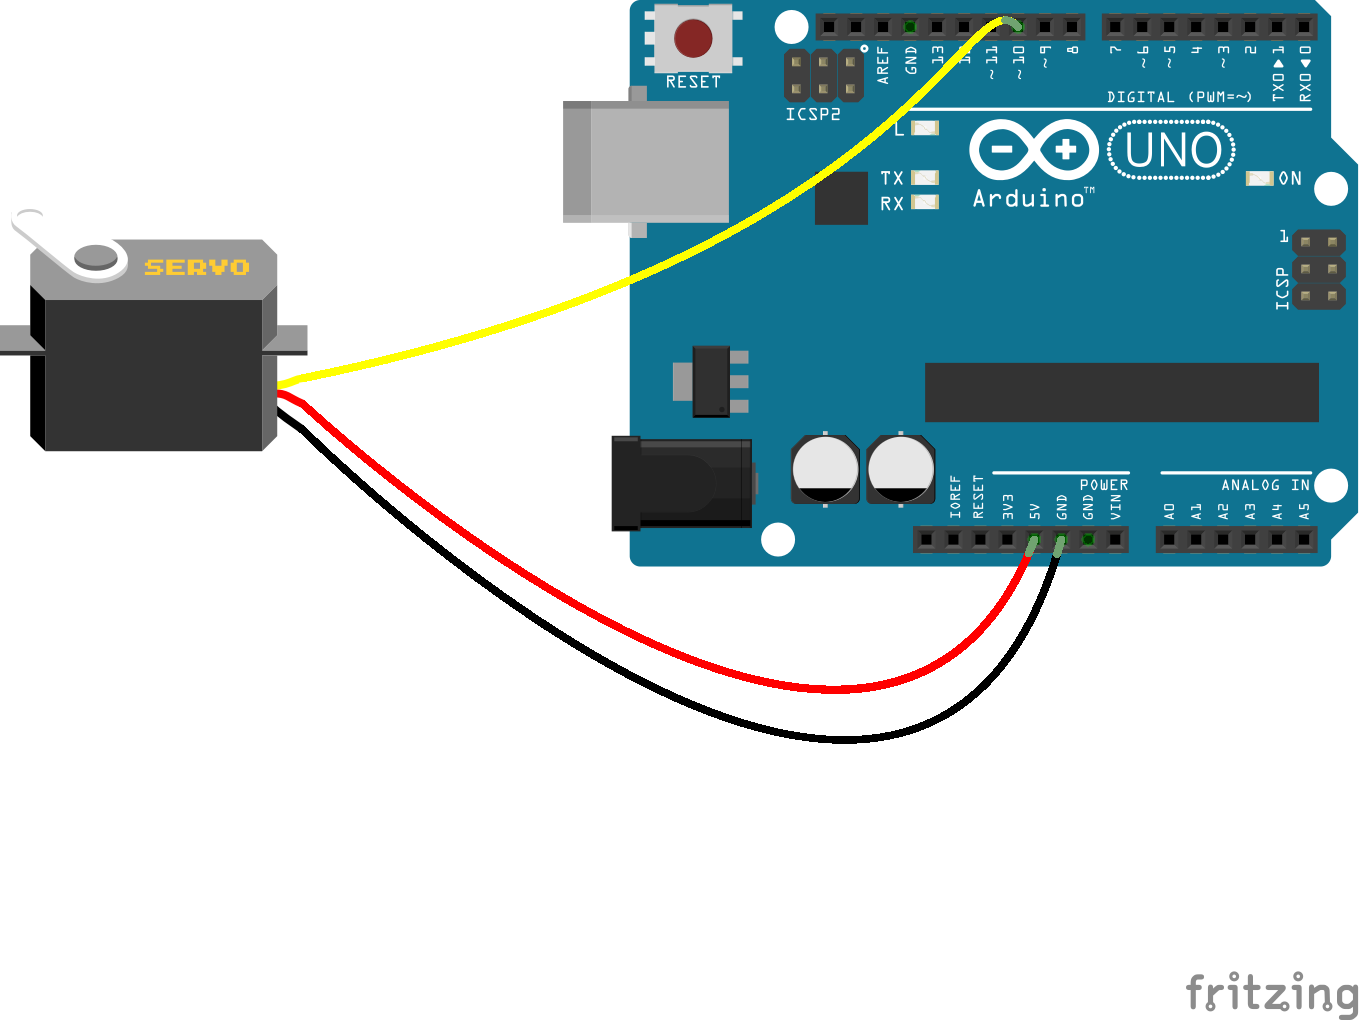 RESET
ICSP2
AREF
GND
13
12
~11
~10
~9
8
7
~6
~5
4
~3
2
TX0▶1
RX0◀0
DIGITAL (PWM=~)
L
TX
RX
UNO
Arduino™
ON
1
ICSP
SERVO
IOREF
RESET
3V3
5V
GND
GND
VIN
POWER
ANALOG IN
A0
A1
A2
A3
A4
A5
fritzing